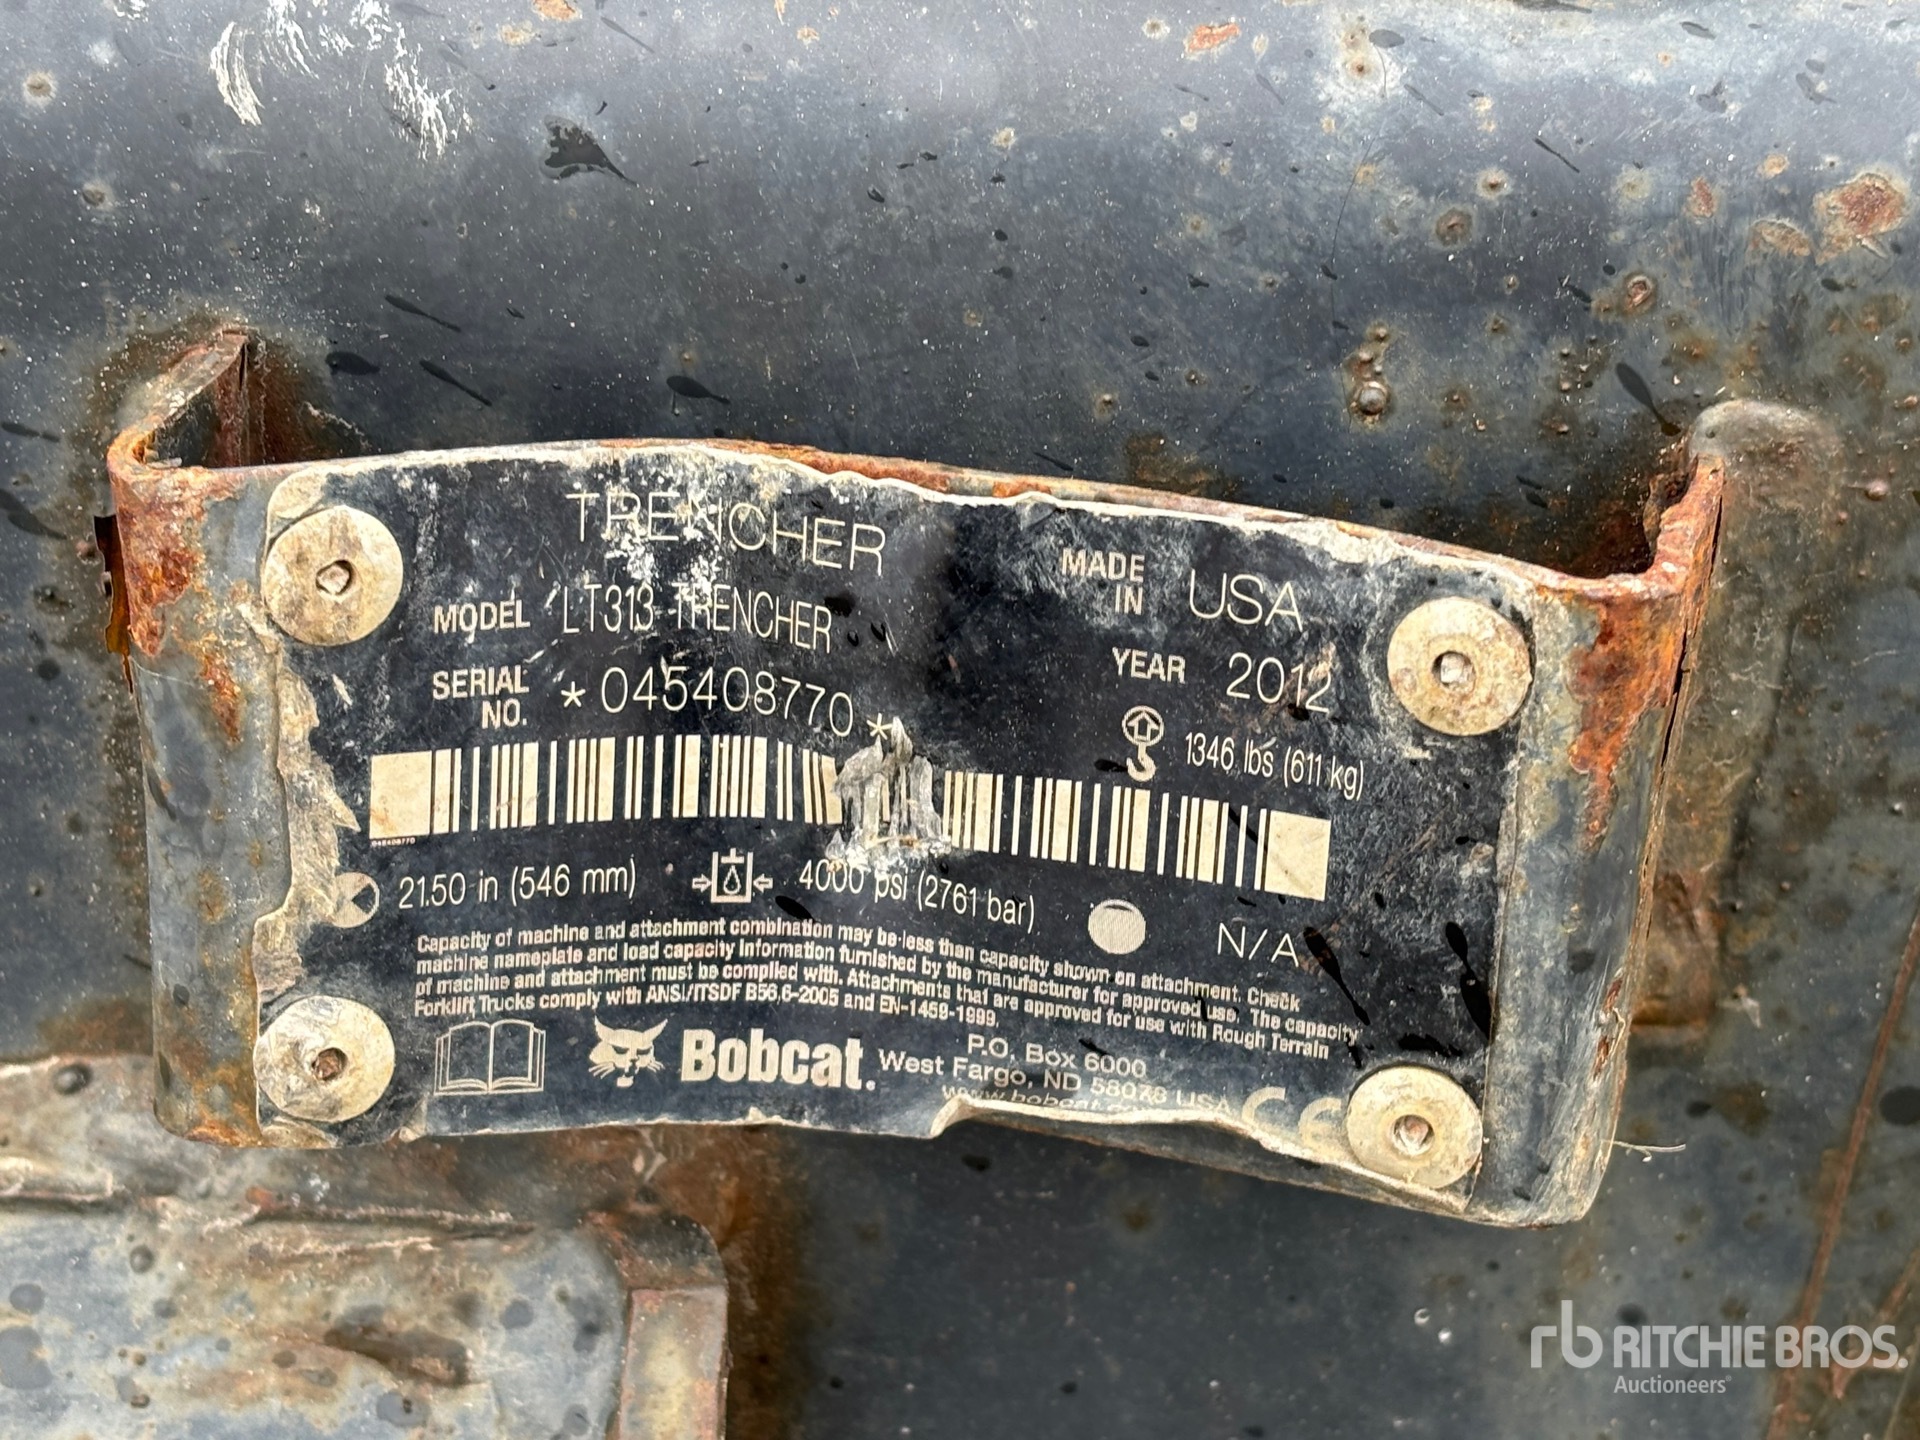 TRENCHER
MADE IN USA
MODEL LT313 TRENCHER
YEAR 2012
SERIAL NO. *045408770*
1346 lbs (611 kg)
045408770
21.50 in (546 mm)
4000 psi (2761 bar)
N/A
Capacity of machine and attachment combination may be less than capacity shown on attachment. Check
machine nameplate and load capacity information furnished by the manufacturer for approved use. The capacity
of machine and attachment must be complied with. Attachments that are approved for use with Rough Terrain
Forklift Trucks comply with ANSI/ITSDF B56.6-2005 and EN-1459-1999.
Bobcat.
P.O. Box 6000
West Fargo, ND 58078 USA
CE
rb RITCHIE BROS.
Auctioneers